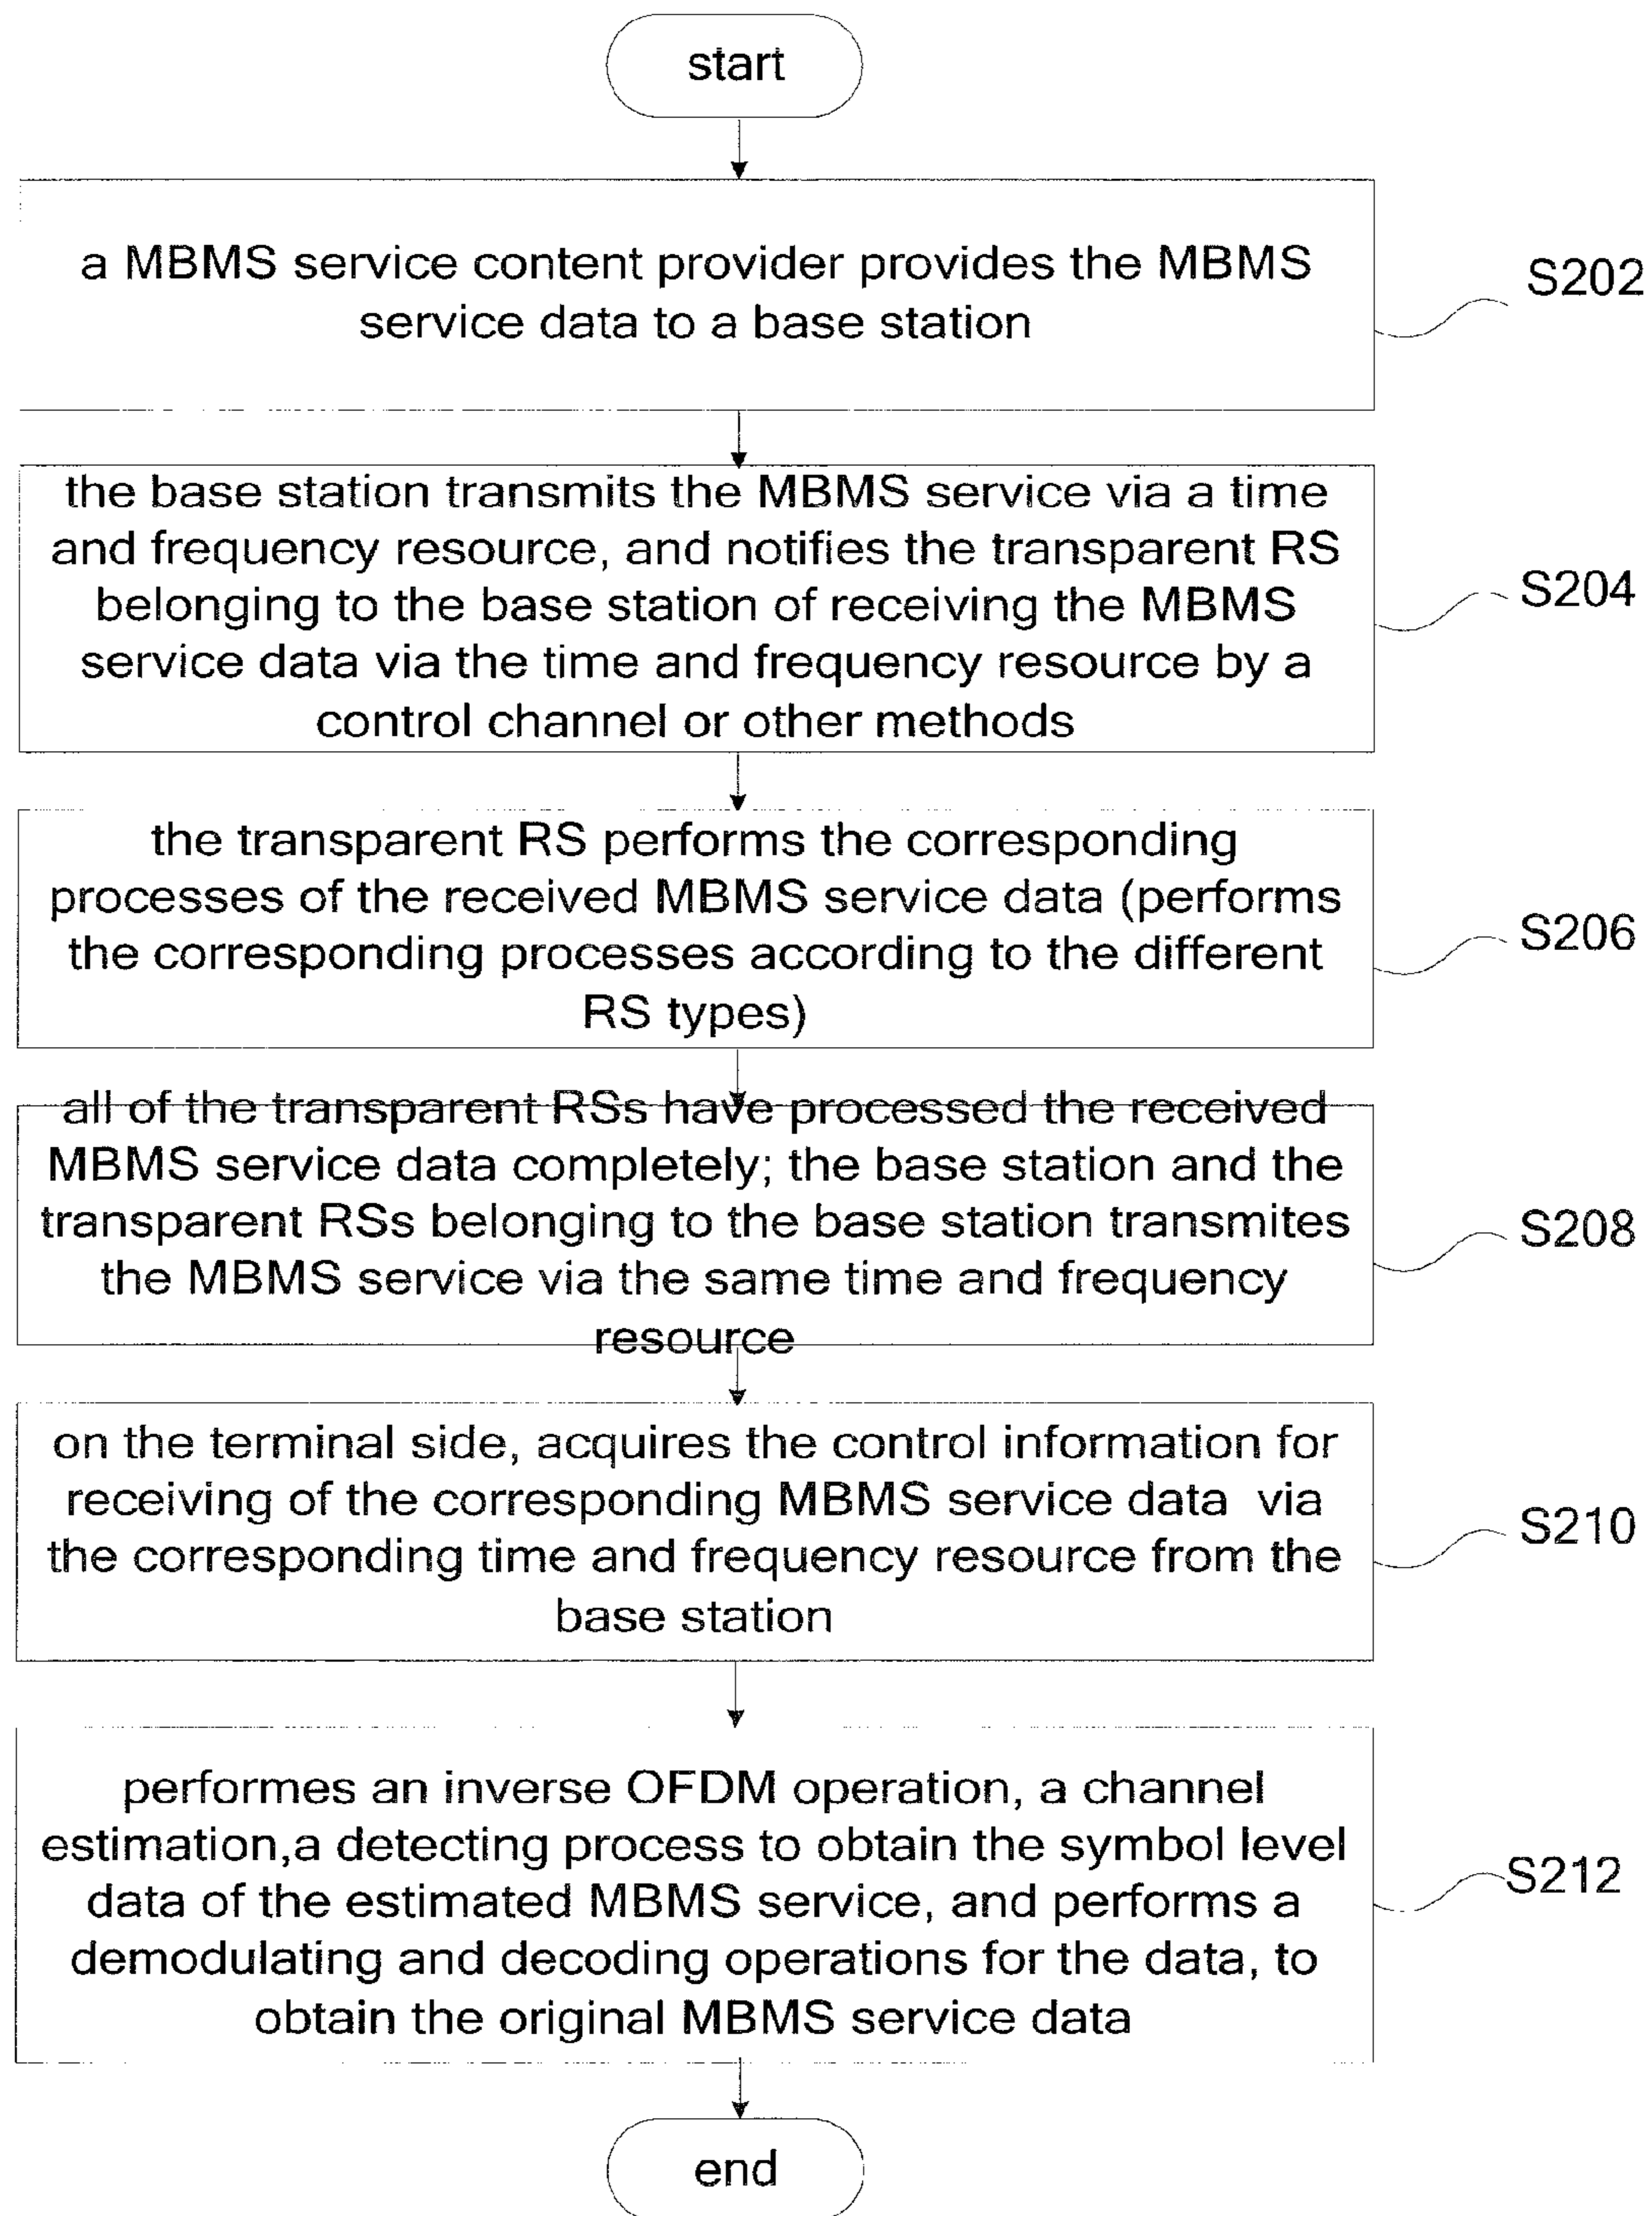 start
a MBMS service content provider provides the MBMS
service data to a base station
S202
the base station transmits the MBMS service via a time
and frequency resource, and notifies the transparent RS
belonging to the base station of receiving the MBMS
service data via the time and frequency resource by a
control channel or other methods
S204
the transparent RS performs the corresponding
processes of the received MBMS service data (performs
the corresponding processes according to the different
RS types)
S206
all of the transparent RSs have processed the received
MBMS service data completely; the base station and the
transparent RSs belonging to the base station transmites
the MBMS service via the same time and frequency
resource
S208
on the terminal side, acquires the control information for
receiving of the corresponding MBMS service data via
the corresponding time and frequency resource from the
base station
S210
performes an inverse OFDM operation, a channel
estimation,a detecting process to obtain the symbol level
data of the estimated MBMS service, and performs a
demodulating and decoding operations for the data, to
obtain the original MBMS service data
S212
end